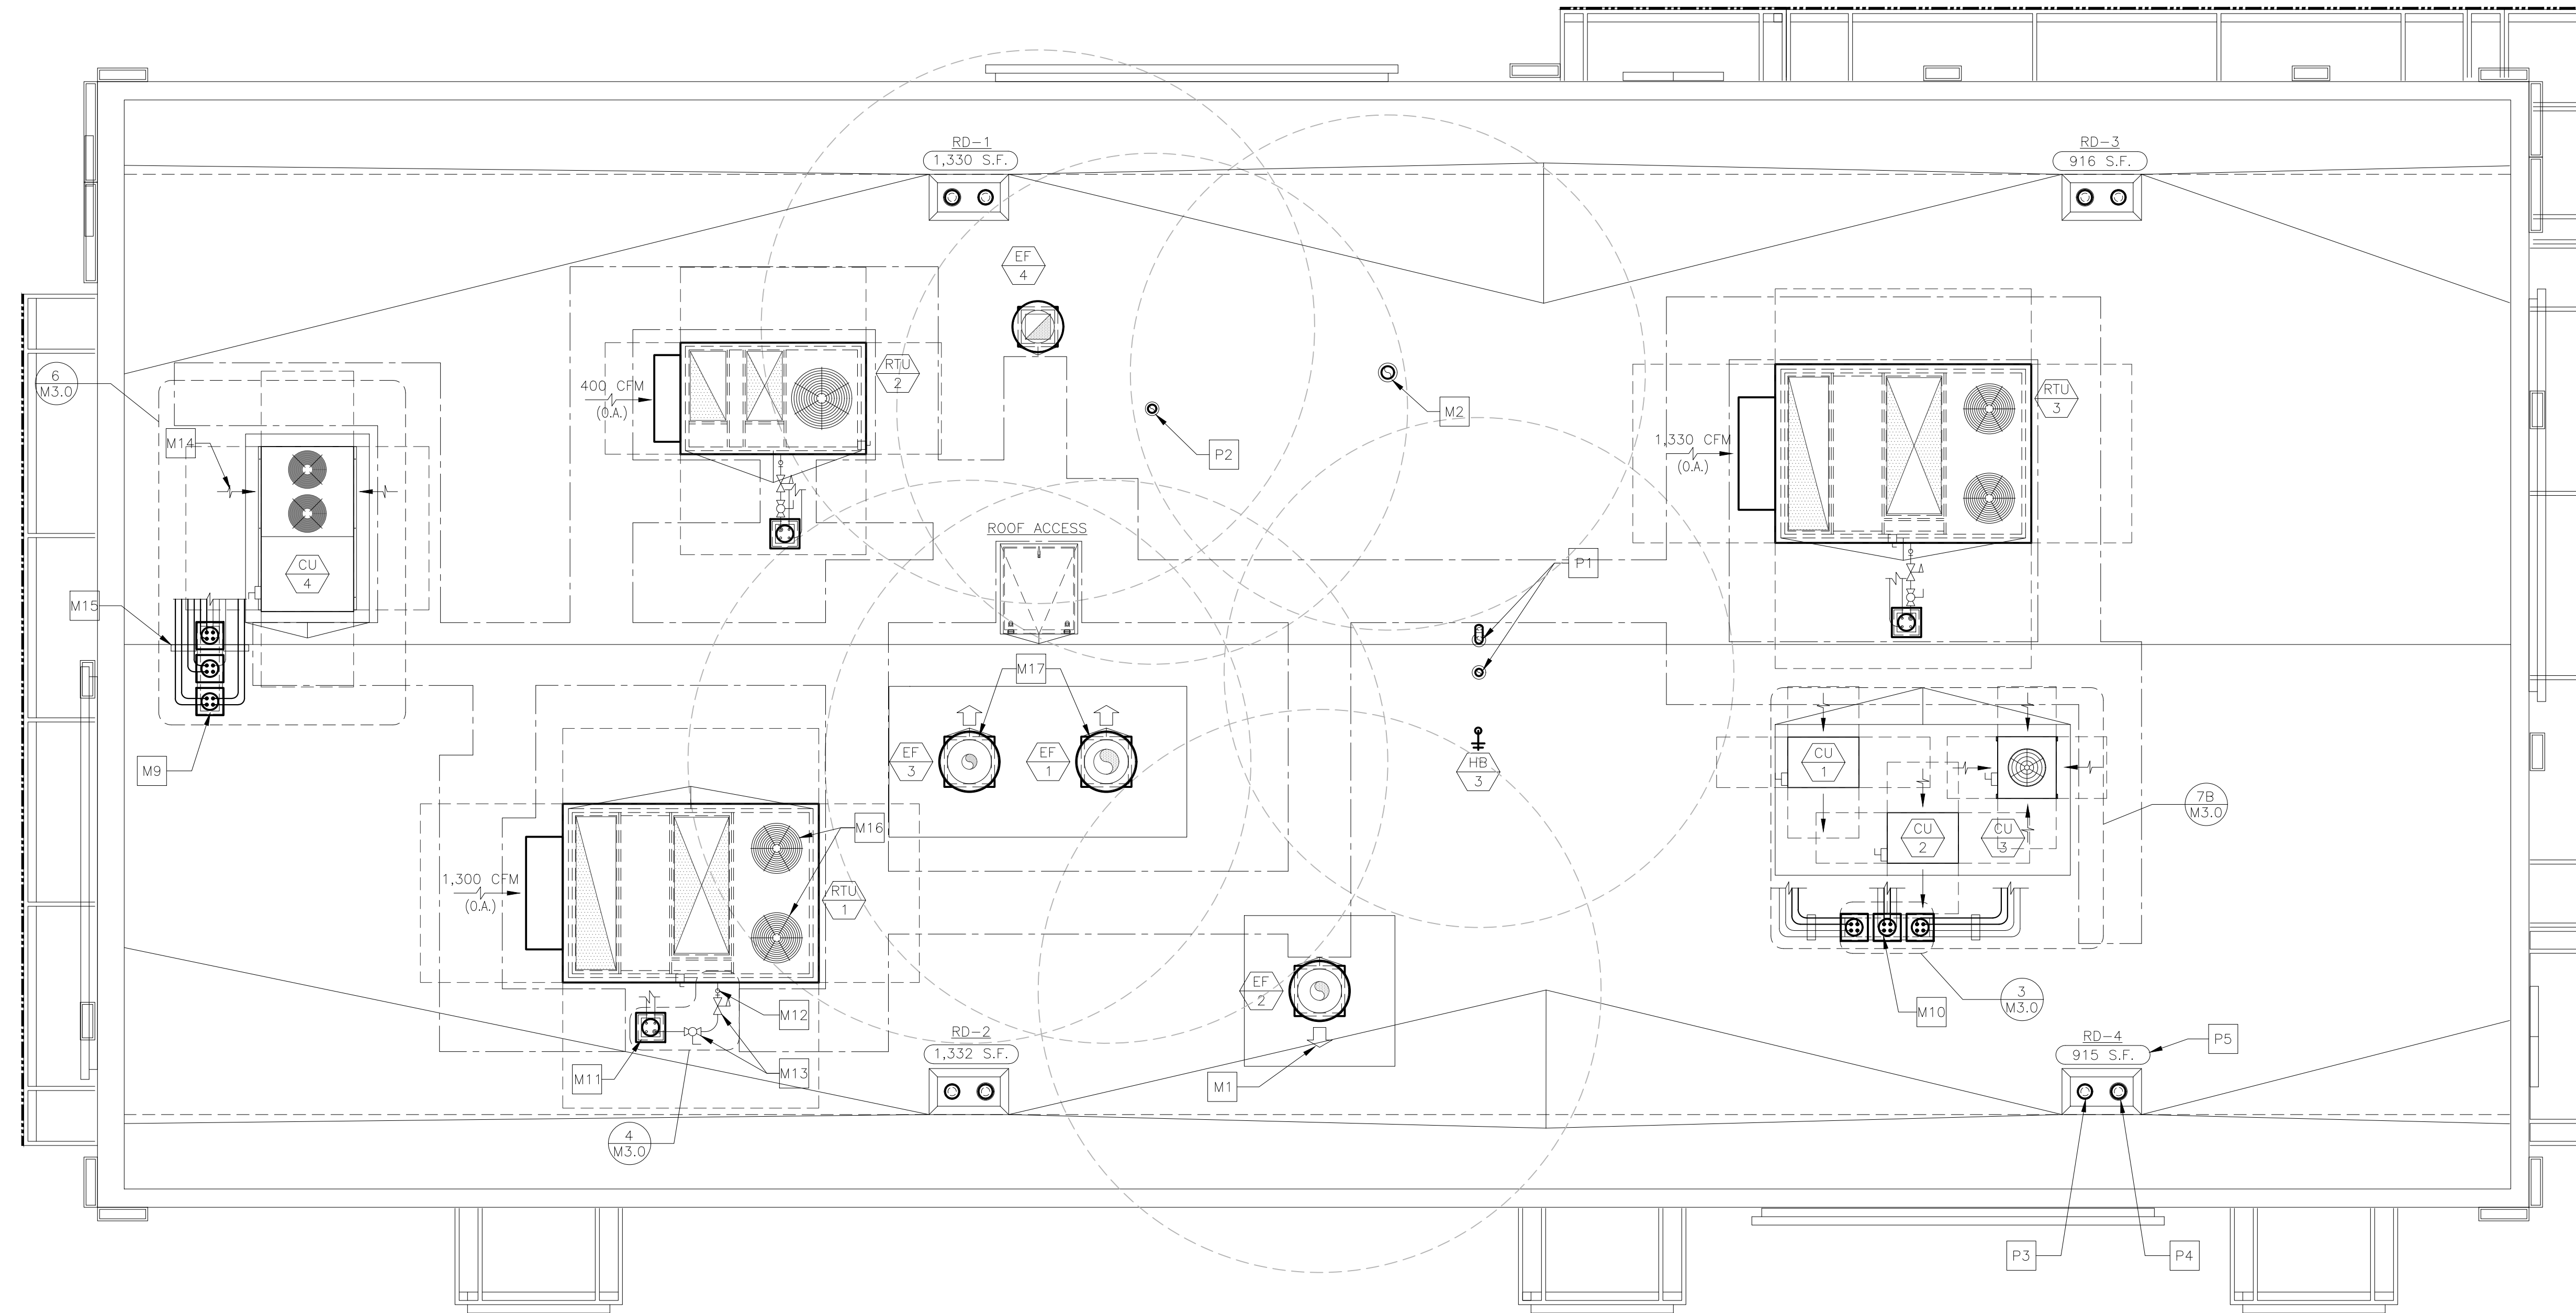 RD-1
1,330 S.F.
RD-3
916 S.F.
EF
4
6
M3.0
RTU
2
400 CFM
(O.A.)
M2
P2
RTU
3
1,330 CFM
(O.A.)
M14
ROOF ACCESS
CU
4
P1
M15
M17
M9
EF
3
EF
1
HB
3
CU
1
CU
2
CU
3
7B
M3.0
M16
1,300 CFM
(O.A.)
RTU
1
EF
2
M12
M10
3
M3.0
RD-2
1,332 S.F.
RD-4
915 S.F.
P5
M11
M13
M1
4
M3.0
P3
P4